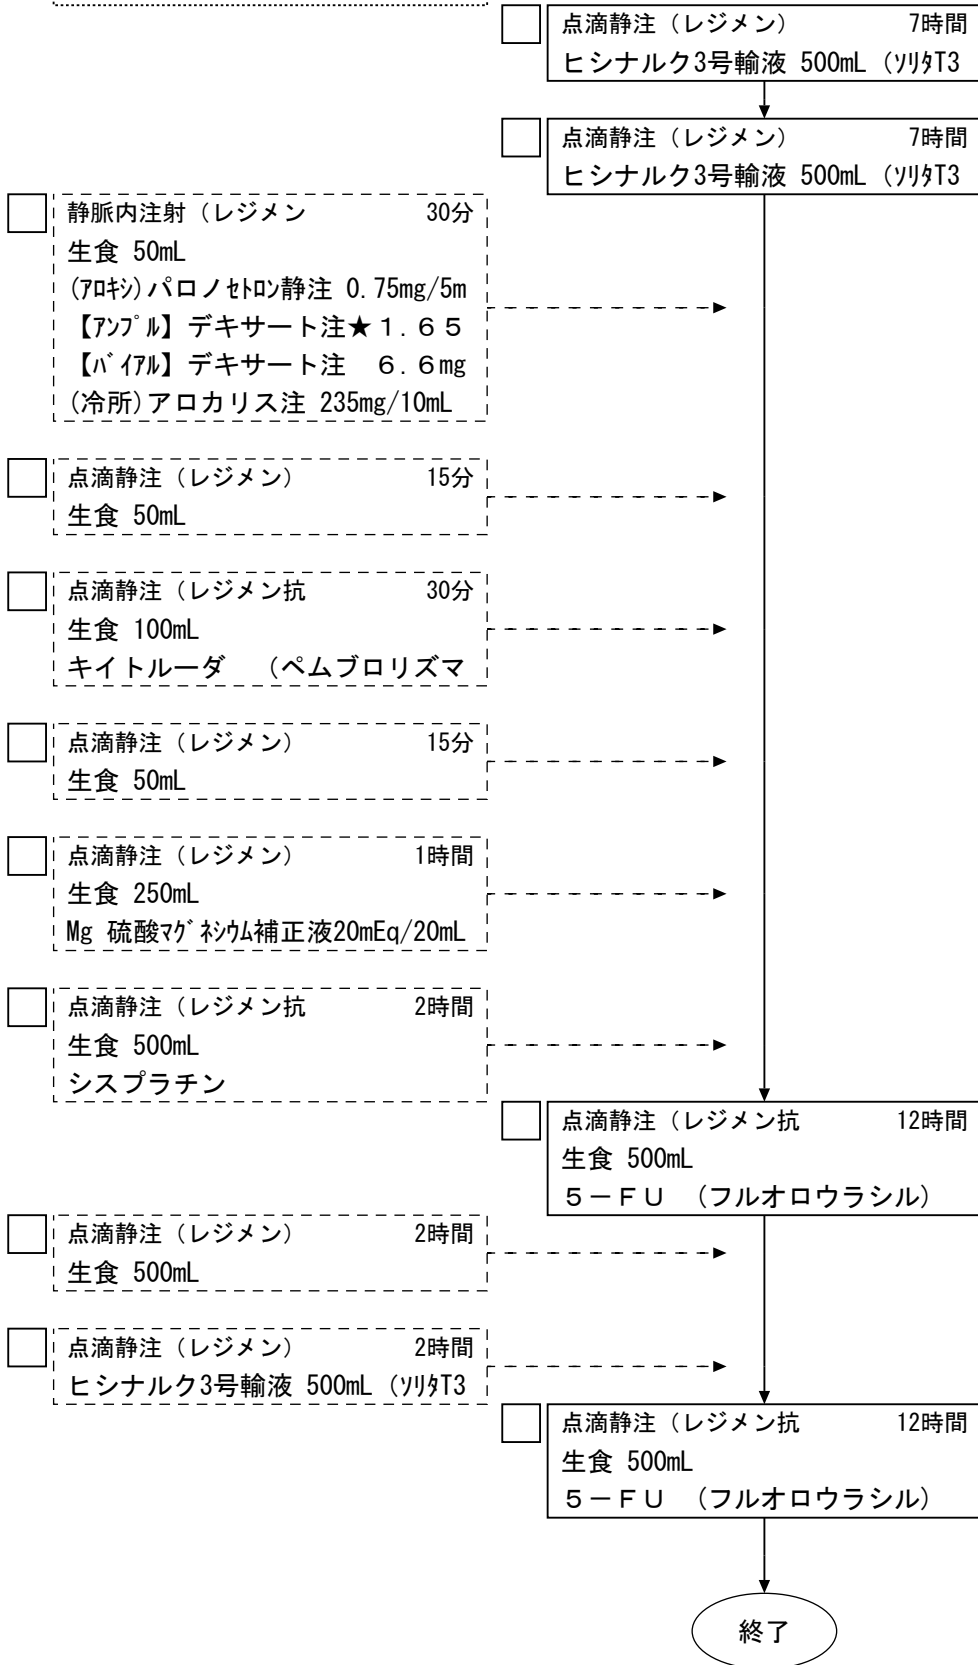 点滴静注（レジメン） 7時間
ヒシナルク3号輸液 500mL（ｿﾘﾀT3
点滴静注（レジメン） 7時間
ヒシナルク3号輸液 500mL（ｿﾘﾀT3
静脈内注射（レジメン 30分
生食 50mL
(ｱﾛｷｼ)パロノｾﾄﾛﾝ静注 0.75mg/5m
【ｱﾝﾌﾟﾙ】デキサート注★１.６５
【ﾊﾞｲｱﾙ】デキサート注　６.６mg
(冷所)アロカリス注 235mg/10mL
点滴静注（レジメン） 15分
生食 50mL
点滴静注（レジメン抗 30分
生食 100mL
キイトルーダ　（ペムブロリズマ
点滴静注（レジメン） 15分
生食 50mL
点滴静注（レジメン） 1時間
生食 250mL
Mg 硫酸ﾏｸﾞﾈｼｳﾑ補正液20mEq/20mL
点滴静注（レジメン抗 2時間
生食 500mL
シスプラチン
点滴静注（レジメン抗 12時間
生食 500mL
５－ＦＵ　（フルオロウラシル）
点滴静注（レジメン） 2時間
生食 500mL
点滴静注（レジメン） 2時間
ヒシナルク3号輸液 500mL（ｿﾘﾀT3
点滴静注（レジメン抗 12時間
生食 500mL
５－ＦＵ　（フルオロウラシル）
終了